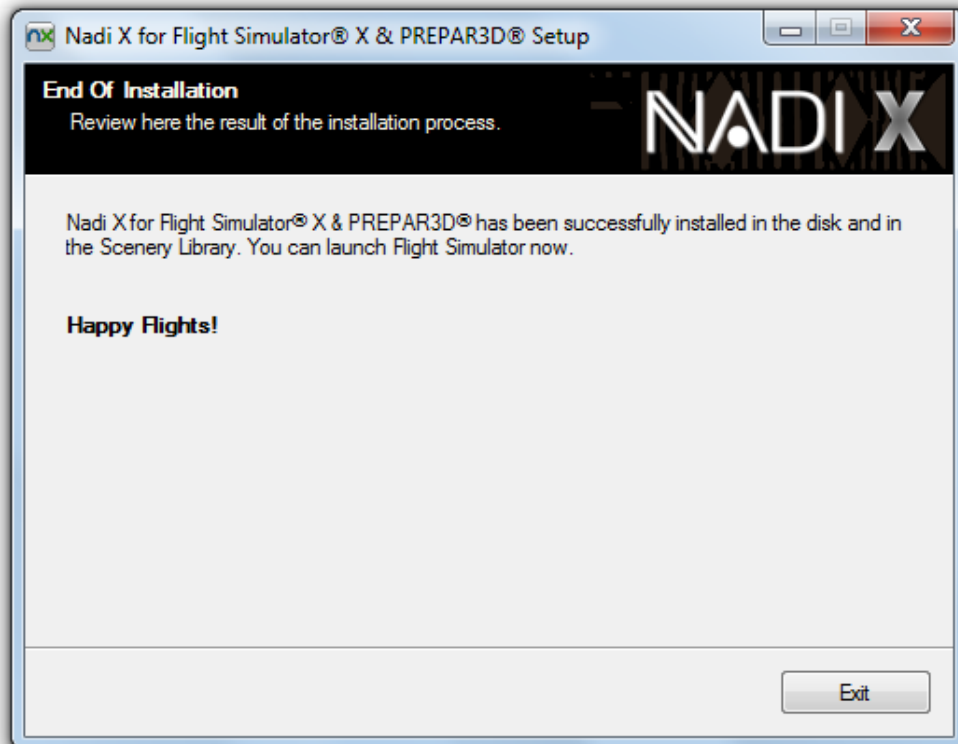 nx Nadi X for Flight Simulator® X & PREPAR3D® Setup
End Of Installation
Review here the result of the installation process.
NADI X
Nadi X for Flight Simulator® X & PREPAR3D® has been successfully installed in the disk and in
the Scenery Library. You can launch Flight Simulator now.
Happy Flights!
Exit